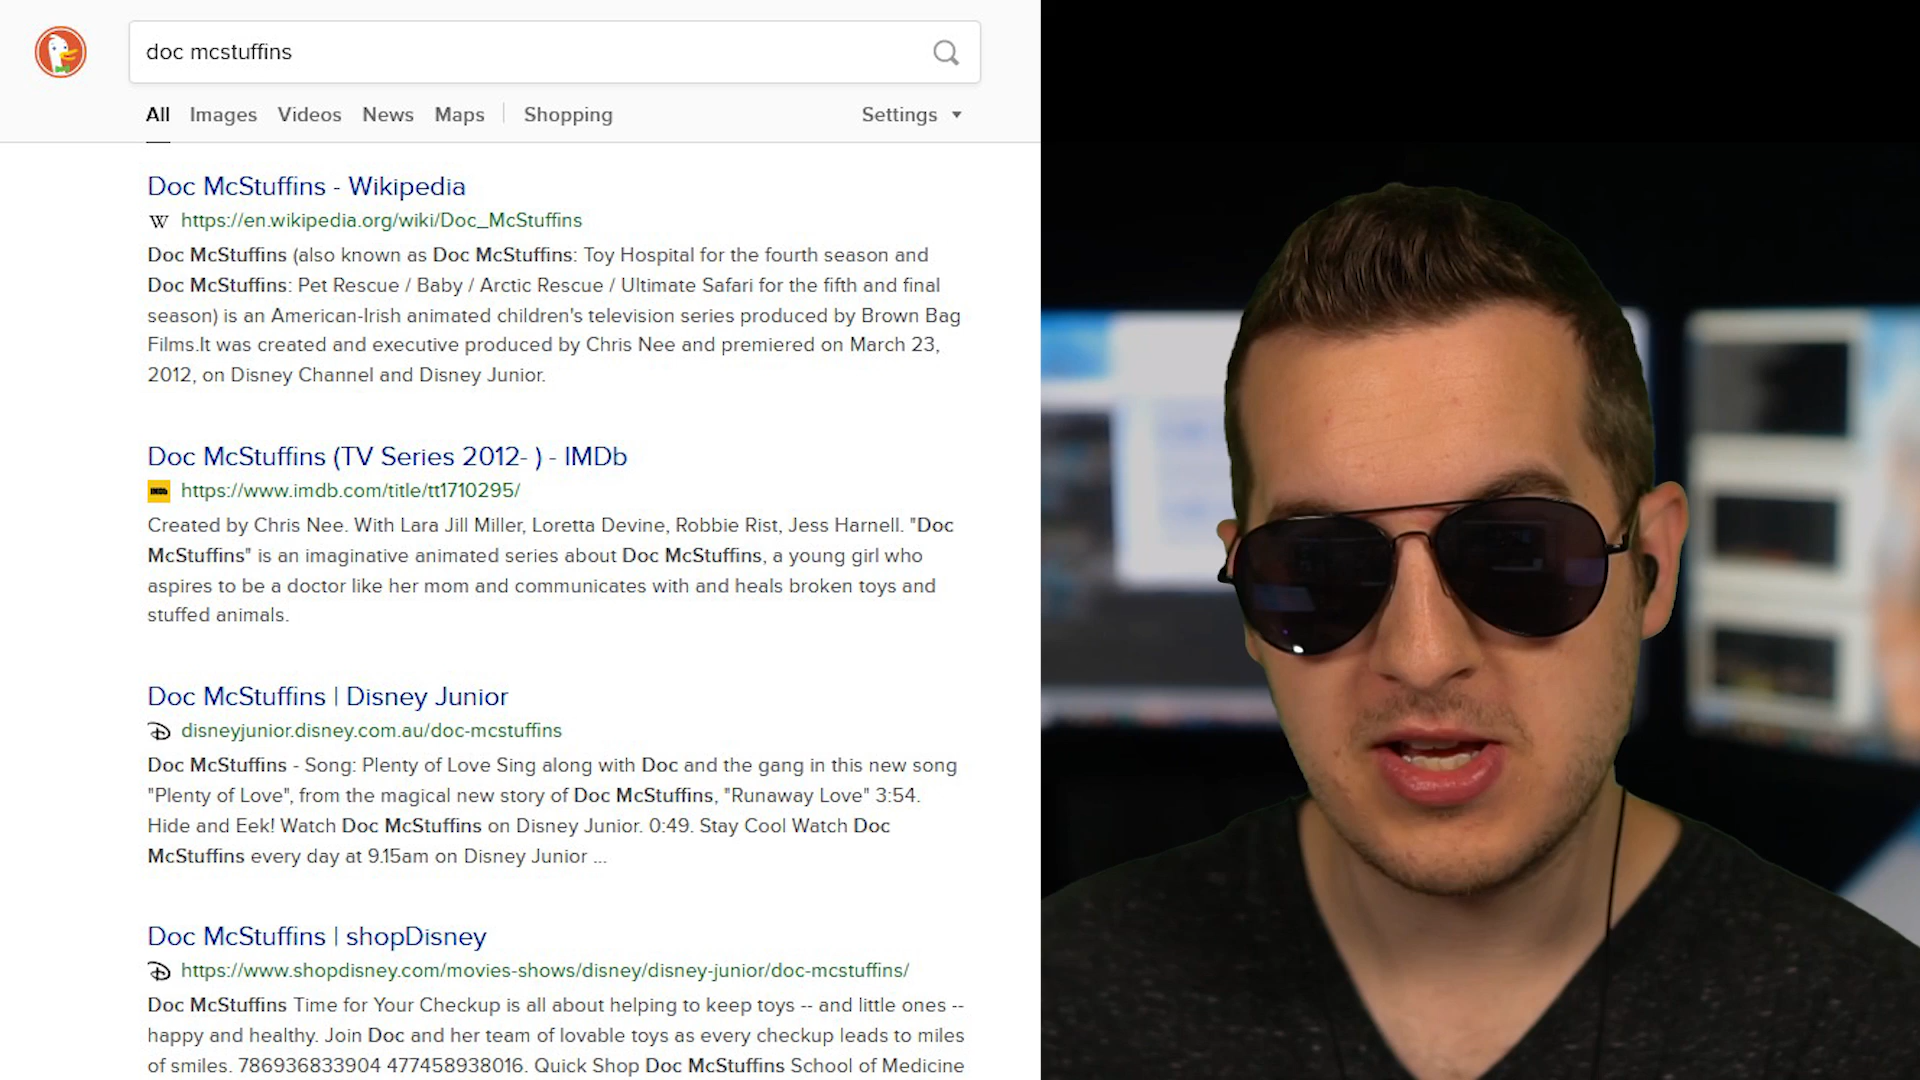 doc mcstuffins
All Images Videos News Maps Shopping Settings
Doc McStuffins - Wikipedia
W https://en.wikipedia.org/wiki/Doc_McStuffins
Doc McStuffins (also known as Doc McStuffins: Toy Hospital for the fourth season and
Doc McStuffins: Pet Rescue / Baby / Arctic Rescue / Ultimate Safari for the fifth and final
season) is an American-Irish animated children's television series produced by Brown Bag
Films.It was created and executive produced by Chris Nee and premiered on March 23,
2012, on Disney Channel and Disney Junior.
Doc McStuffins (TV Series 2012- ) - IMDb
IMDb https://www.imdb.com/title/tt1710295/
Created by Chris Nee. With Lara Jill Miller, Loretta Devine, Robbie Rist, Jess Harnell. "Doc
McStuffins" is an imaginative animated series about Doc McStuffins, a young girl who
aspires to be a doctor like her mom and communicates with and heals broken toys and
stuffed animals.
Doc McStuffins | Disney Junior
disneyjunior.disney.com.au/doc-mcstuffins
Doc McStuffins - Song: Plenty of Love Sing along with Doc and the gang in this new song
"Plenty of Love", from the magical new story of Doc McStuffins, "Runaway Love" 3:54.
Hide and Eek! Watch Doc McStuffins on Disney Junior. 0:49. Stay Cool Watch Doc
McStuffins every day at 9.15am on Disney Junior ...
Doc McStuffins | shopDisney
https://www.shopdisney.com/movies-shows/disney/disney-junior/doc-mcstuffins/
Doc McStuffins Time for Your Checkup is all about helping to keep toys -- and little ones --
happy and healthy. Join Doc and her team of lovable toys as every checkup leads to miles
of smiles. 786936833904 477458938016. Quick Shop Doc McStuffins School of Medicine